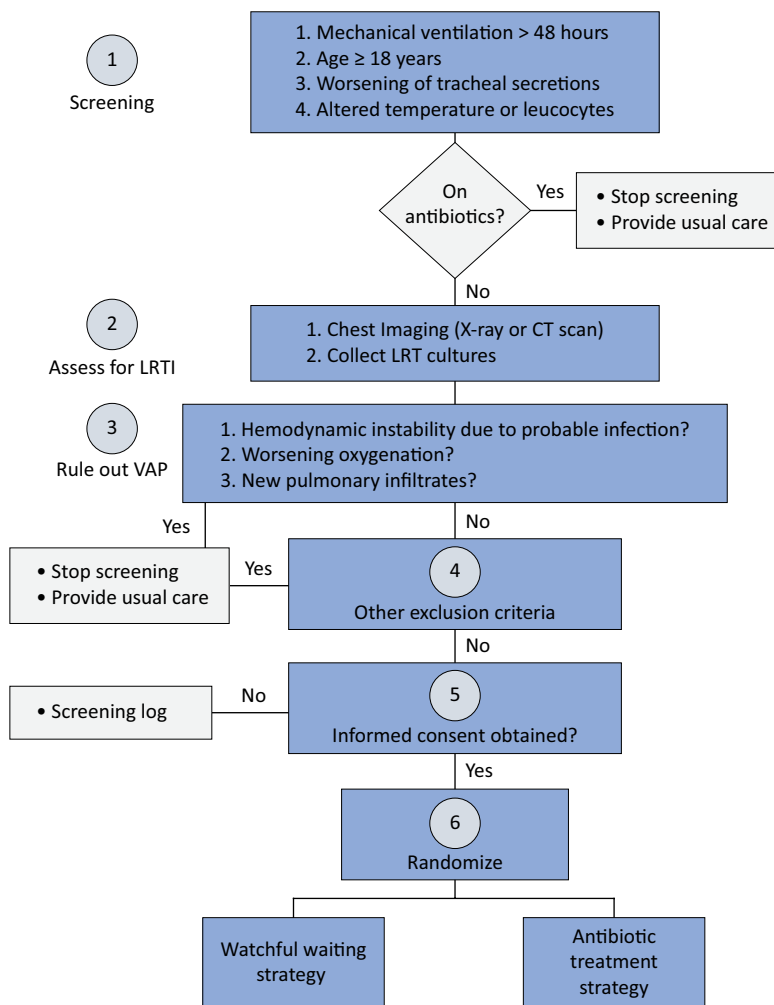 1
Screening
1. Mechanical ventilation > 48 hours
2. Age ≥ 18 years
3. Worsening of tracheal secretions
4. Altered temperature or leucocytes
On
antibiotics?
Yes
• Stop screening
• Provide usual care
No
2
Assess for LRTI
1. Chest Imaging (X-ray or CT scan)
2. Collect LRT cultures
3
Rule out VAP
1. Hemodynamic instability due to probable infection?
2. Worsening oxygenation?
3. New pulmonary infiltrates?
Yes
No
• Stop screening
• Provide usual care
Yes
4
Other exclusion criteria
No
• Screening log
No
5
Informed consent obtained?
Yes
6
Randomize
Watchful waiting
strategy
Antibiotic
treatment
strategy